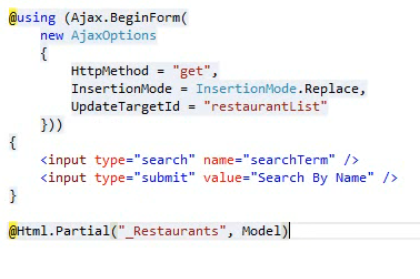 @using (Ajax.BeginForm(
    new AjaxOptions
    {
        HttpMethod = "get",
        InsertionMode = InsertionMode.Replace,
        UpdateTargetId = "restaurantList"
    }))
{
    <input type="search" name="searchTerm" />
    <input type="submit" value="Search By Name" />
}
@Html.Partial("_Restaurants", Model)